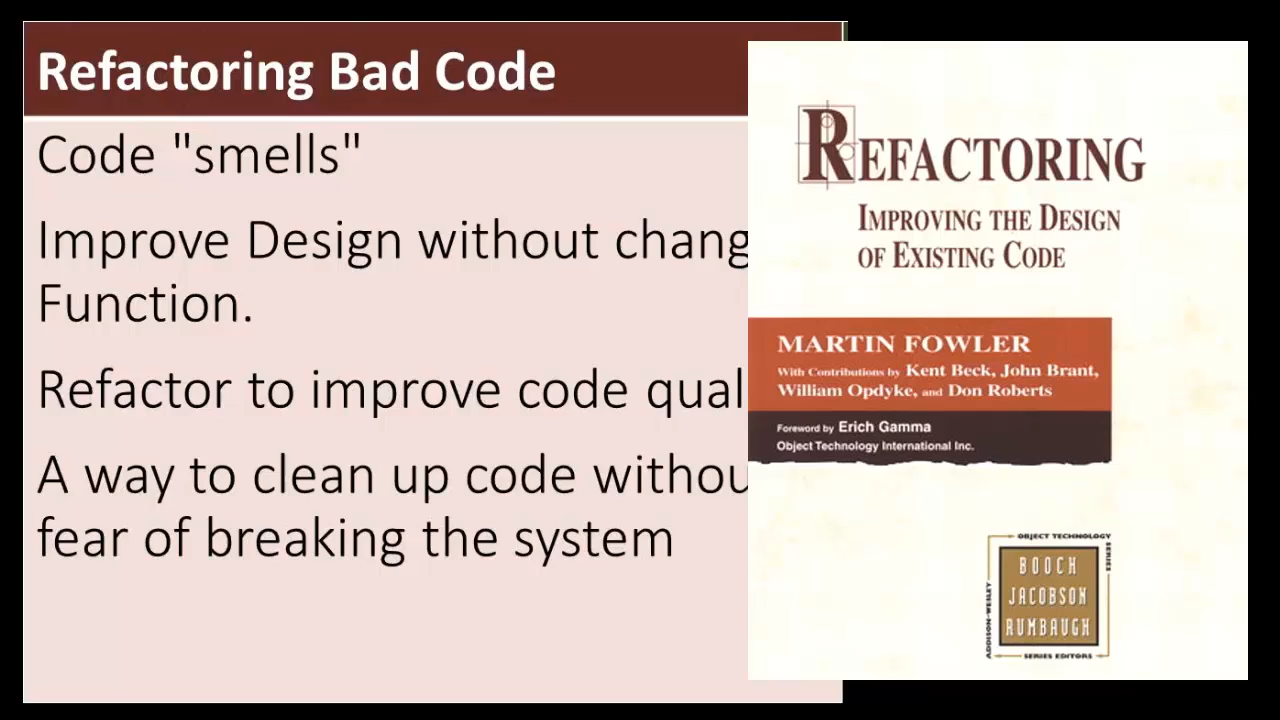 Refactoring Bad Code
Code "smells"
Improve Design without chang
Function.
Refactor to improve code qual
A way to clean up code withou
fear of breaking the system
REFACTORING
IMPROVING THE DESIGN
OF EXISTING CODE
MARTIN FOWLER
With Contributions by Kent Beck, John Brant,
William Opdyke, and Don Roberts
Foreword by Erich Gamma
Object Technology International Inc.
OBJECT TECHNOLOGY
SERIES
BOOCH
JACOBSON
RUMBAUGH
ADDISON-WESLEY
SERIES EDITORS